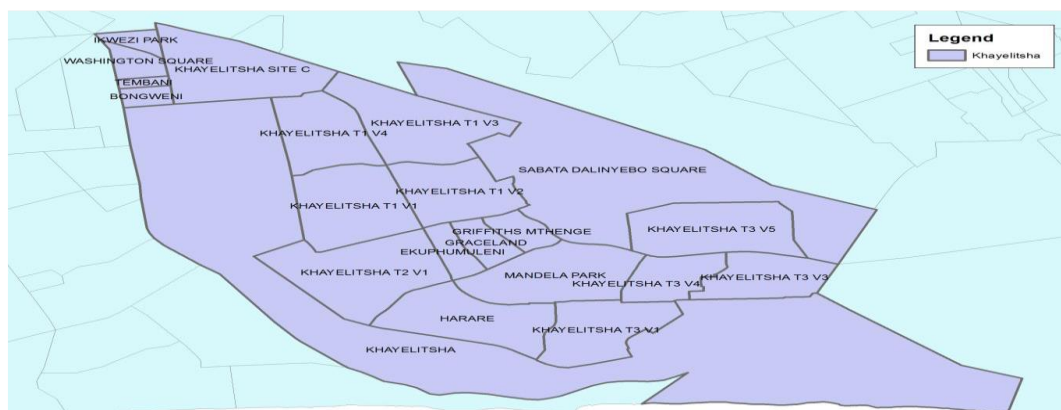 Legend
Khayelitsha
IKWEZI PARK
WASHINGTON SQUARE
KHAYELITSHA SITE C
TEMBANI
BONGWENI
KHAYELITSHA T1 V3
KHAYELITSHA T1 V4
SABATA DALINYEBO SQUARE
KHAYELITSHA T1 V2
KHAYELITSHA T1 V1
GRIFFITHS MTHENGE
KHAYELITSHA T3 V5
GRACELAND
EKUPHUMULENI
KHAYELITSHA T2 V1
MANDELA PARK
KHAYELITSHA T3 V3
KHAYELITSHA T3 V4
HARARE
KHAYELITSHA T3 V1
KHAYELITSHA